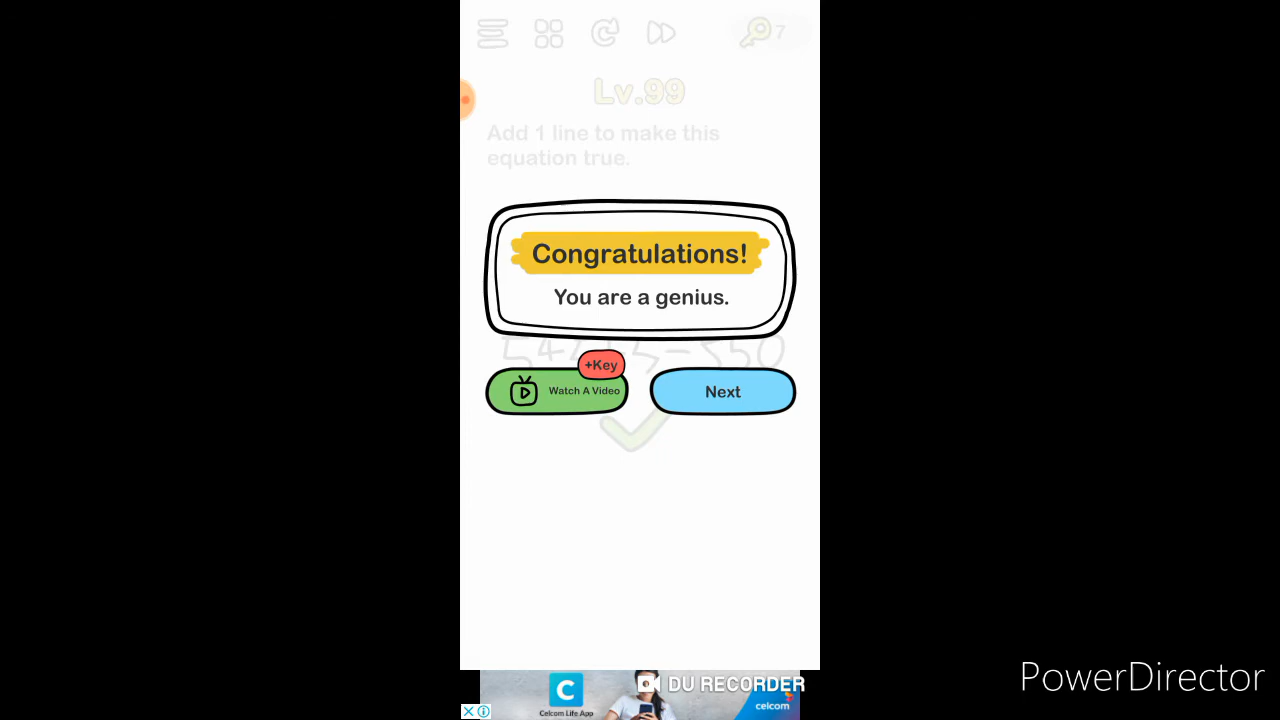 7
Lv.99
Add 1 line to make this
equation true.
Congratulations!
You are a genius.
+Key
Watch A Video
Next
DU RECORDER
C
Celcom Life App
celcom
PowerDirector